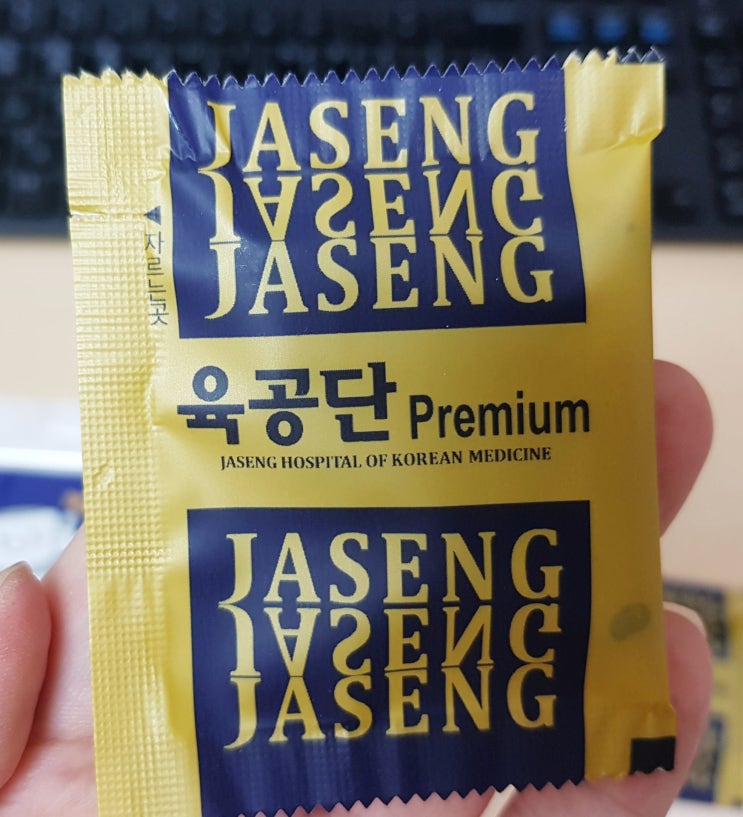 JASENG
JASENG
JASENG
◀자르는곳
육공단 Premium
JASENG HOSPITAL OF KOREAN MEDICINE
JASENG
JASENG
JASENG